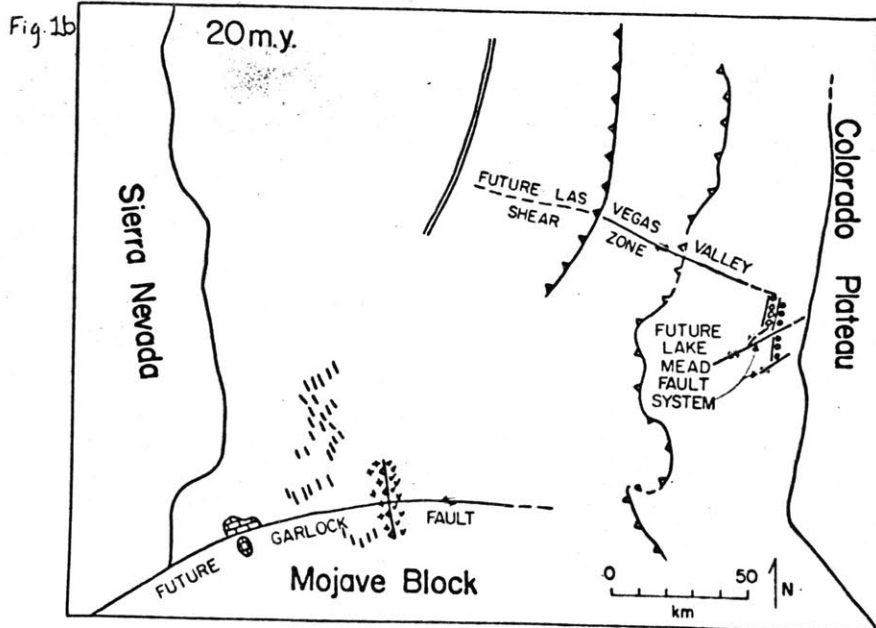 Fig. 1b
20 m.y.
Sierra Nevada
Colorado Plateau
FUTURE LAS VEGAS VALLEY
SHEAR ZONE
FUTURE
LAKE
MEAD
FAULT
SYSTEM
FUTURE GARLOCK FAULT
Mojave Block
0 50
km
N